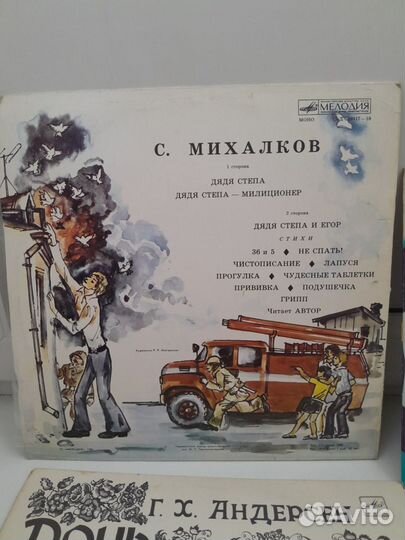 МЕЛОДИЯ
МОНО
С. МИХАЛКОВ
1 сторона
ДЯДЯ СТЕПА
ДЯДЯ СТЕПА — МИЛИЦИОНЕР
2 сторона
ДЯДЯ СТЕПА И ЕГОР
СТИХИ
36 и 5 ♦ НЕ СПАТЬ!
ЧИСТОПИСАНИЕ ♦ ЛАПУСЯ
ПРОГУЛКА ♦ ЧУДЕСНЫЕ ТАБЛЕТКИ
ПРИВИВКА ♦ ПОДУШЕЧКА
ГРИПП
Читает АВТОР
Г. Х. АНДЕРСЕН
Avito